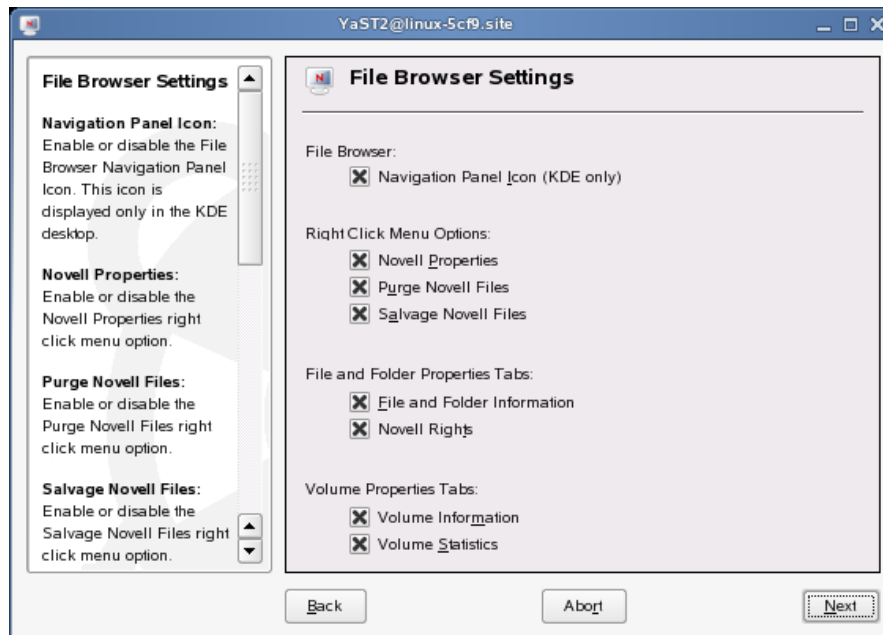 YaST2@linux-5cf9.site
File Browser Settings
Navigation Panel Icon:
Enable or disable the File
Browser Navigation Panel
Icon. This icon is
displayed only in the KDE
desktop.
Novell Properties:
Enable or disable the
Novell Properties right
click menu option.
Purge Novell Files:
Enable or disable the
Purge Novell Files right
click menu option.
Salvage Novell Files:
Enable or disable the
Salvage Novell Files right
click menu option.
File Browser Settings
File Browser:
Navigation Panel Icon (KDE only)
Right Click Menu Options:
Novell Properties
Purge Novell Files
Salvage Novell Files
File and Folder Properties Tabs:
File and Folder Information
Novell Rights
Volume Properties Tabs:
Volume Information
Volume Statistics
Back
Abort
Next